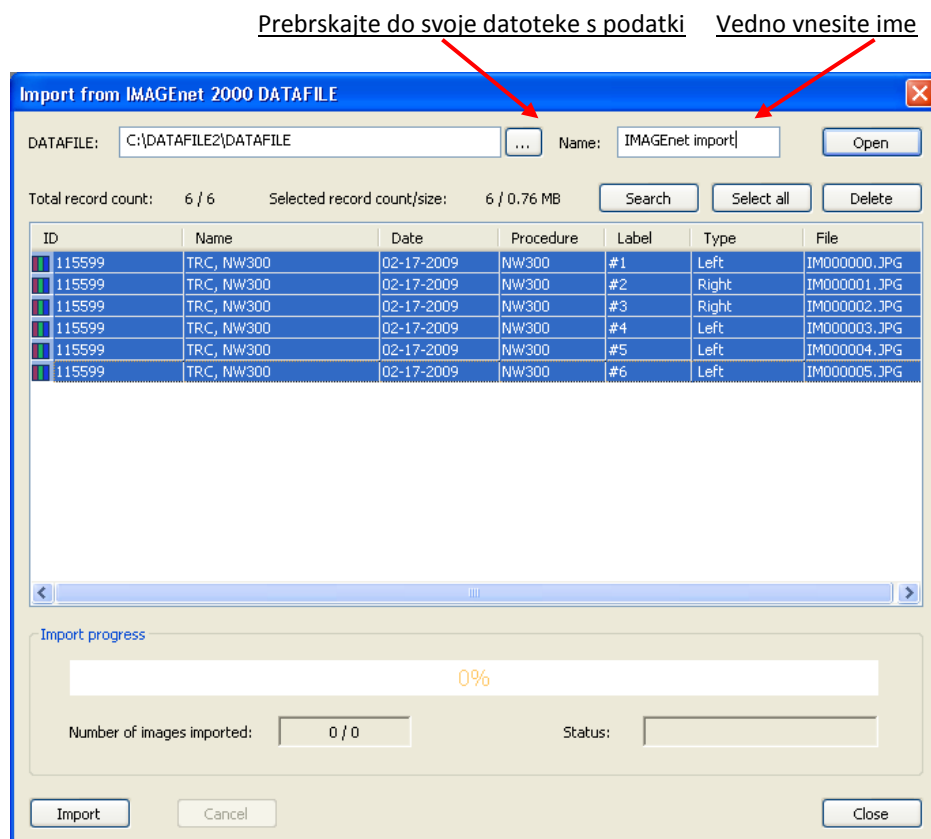 Prebrskajte do svoje datoteke s podatki Vedno vnesite ime
Import from IMAGEnet 2000 DATAFILE
DATAFILE: C:\DATAFILE2\DATAFILE ... Name: IMAGEnet import Open
Total record count: 6 / 6 Selected record count/size: 6 / 0.76 MB Search Select all Delete
ID Name Date Procedure Label Type File
115599 TRC, NW300 02-17-2009 NW300 #1 Left IM000000.JPG
115599 TRC, NW300 02-17-2009 NW300 #2 Right IM000001.JPG
115599 TRC, NW300 02-17-2009 NW300 #3 Right IM000002.JPG
115599 TRC, NW300 02-17-2009 NW300 #4 Left IM000003.JPG
115599 TRC, NW300 02-17-2009 NW300 #5 Left IM000004.JPG
115599 TRC, NW300 02-17-2009 NW300 #6 Left IM000005.JPG
Import progress
0%
Number of images imported: 0 / 0 Status:
Import Cancel Close